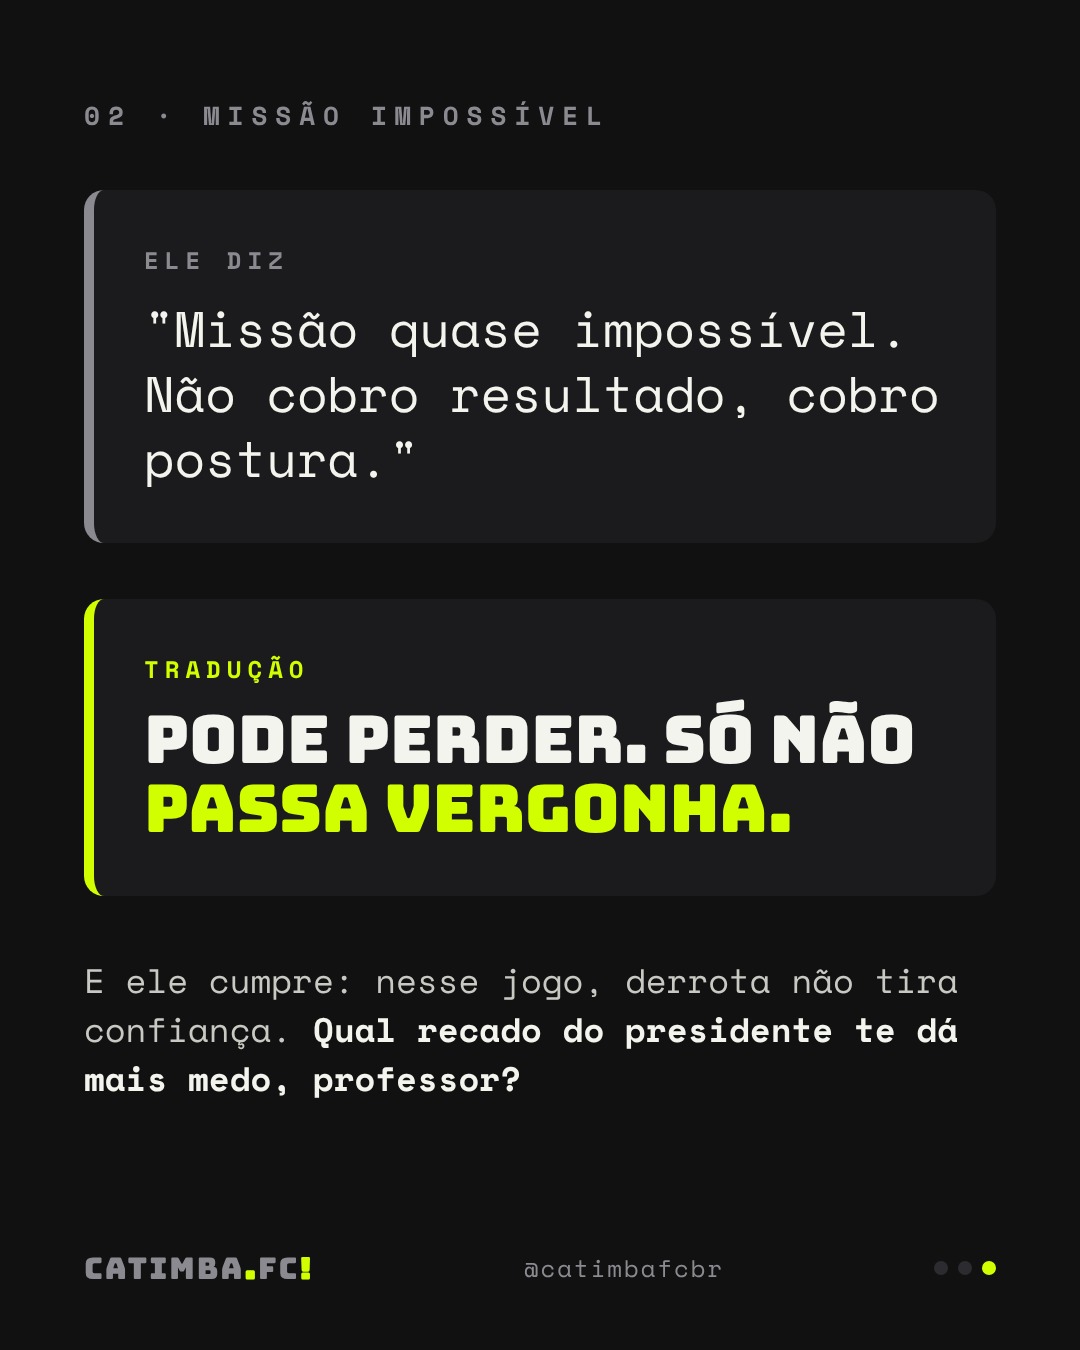 02 · MISSÃO IMPOSSÍVEL
ELE DIZ
"Missão quase impossível.
Não cobro resultado, cobro
postura."
TRADUÇÃO
PODE PERDER. SÓ NÃO
PASSA VERGONHA.
E ele cumpre: nesse jogo, derrota não tira
confiança. Qual recado do presidente te dá
mais medo, professor?
CATIMBA.FC!
@catimbafcbr